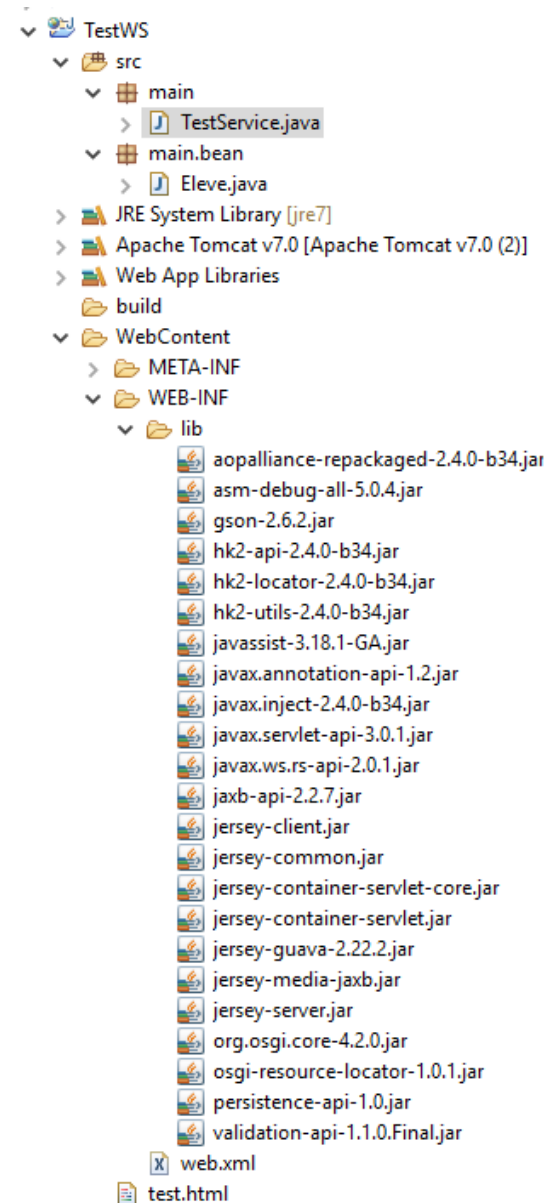 TestWS
src
main
TestService.java
main.bean
Eleve.java
JRE System Library [jre7]
Apache Tomcat v7.0 [Apache Tomcat v7.0 (2)]
Web App Libraries
build
WebContent
META-INF
WEB-INF
lib
aopalliance-repackaged-2.4.0-b34.jar
asm-debug-all-5.0.4.jar
gson-2.6.2.jar
hk2-api-2.4.0-b34.jar
hk2-locator-2.4.0-b34.jar
hk2-utils-2.4.0-b34.jar
javassist-3.18.1-GA.jar
javax.annotation-api-1.2.jar
javax.inject-2.4.0-b34.jar
javax.servlet-api-3.0.1.jar
javax.ws.rs-api-2.0.1.jar
jaxb-api-2.2.7.jar
jersey-client.jar
jersey-common.jar
jersey-container-servlet-core.jar
jersey-container-servlet.jar
jersey-guava-2.22.2.jar
jersey-media-jaxb.jar
jersey-server.jar
org.osgi.core-4.2.0.jar
osgi-resource-locator-1.0.1.jar
persistence-api-1.0.jar
validation-api-1.1.0.Final.jar
web.xml
test.html